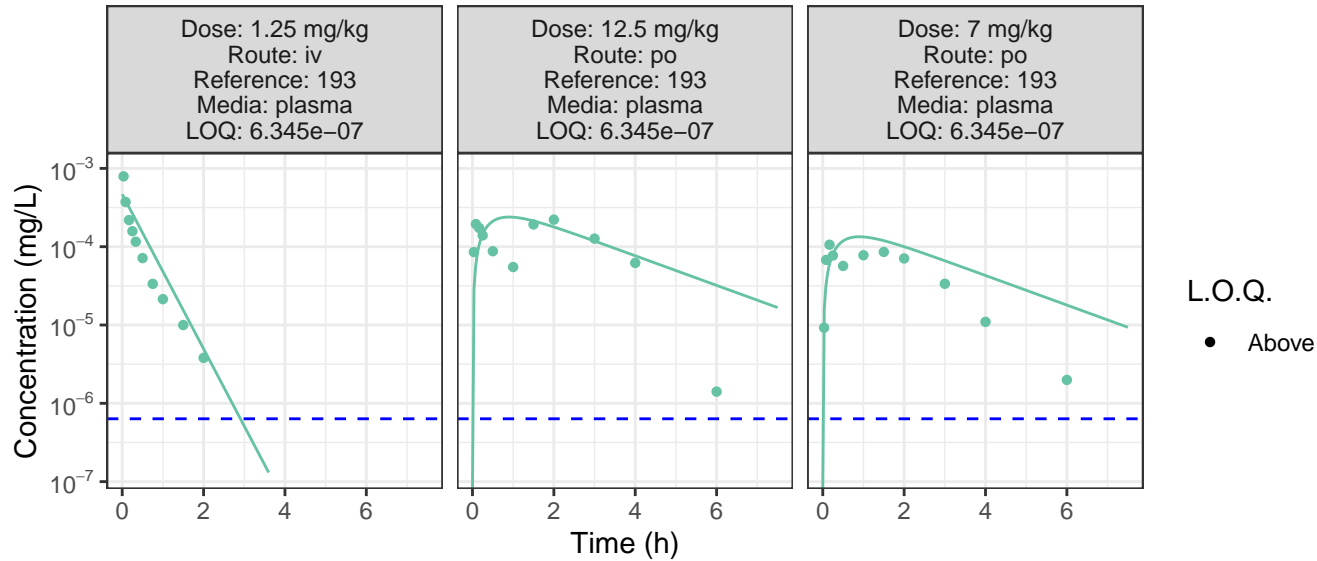 Dose: 1.25 mg/kg
Route: iv
Reference: 193
Media: plasma
LOQ: 6.345e−07
Dose: 12.5 mg/kg
Route: po
Reference: 193
Media: plasma
LOQ: 6.345e−07
Dose: 7 mg/kg
Route: po
Reference: 193
Media: plasma
LOQ: 6.345e−07
Concentration (mg/L)
10−3
10−4
10−5
10−6
10−7
0 2 4 6
0 2 4 6
0 2 4 6
Time (h)
L.O.Q.
Above